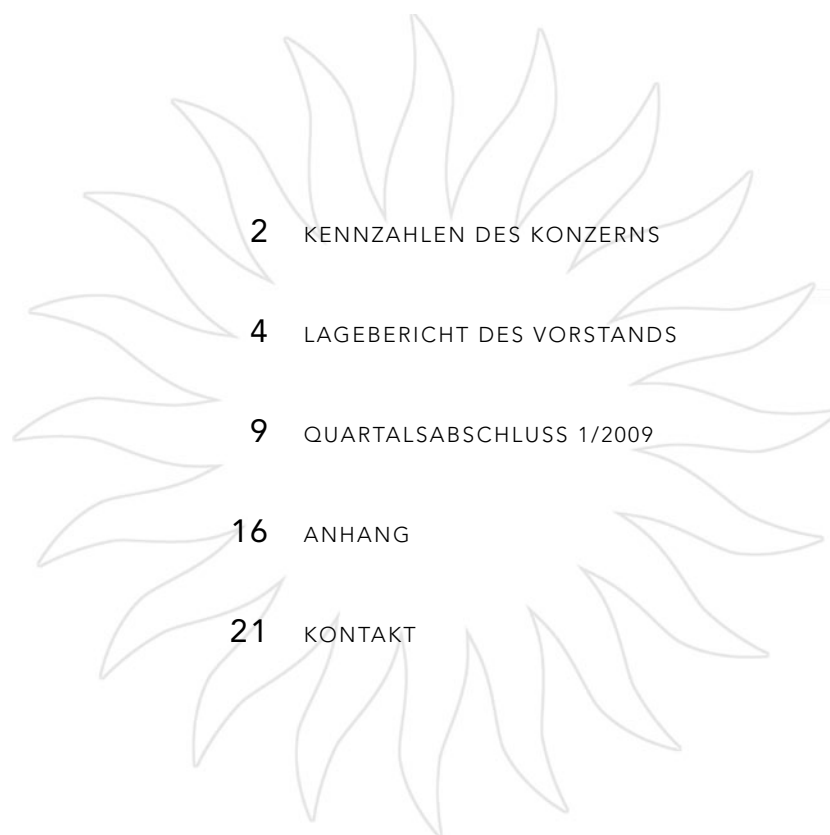 2 KENNZAHLEN DES KONZERNS
4 LAGEBERICHT DES VORSTANDS
9 QUARTALSABSCHLUSS 1/2009
16 ANHANG
21 KONTAKT